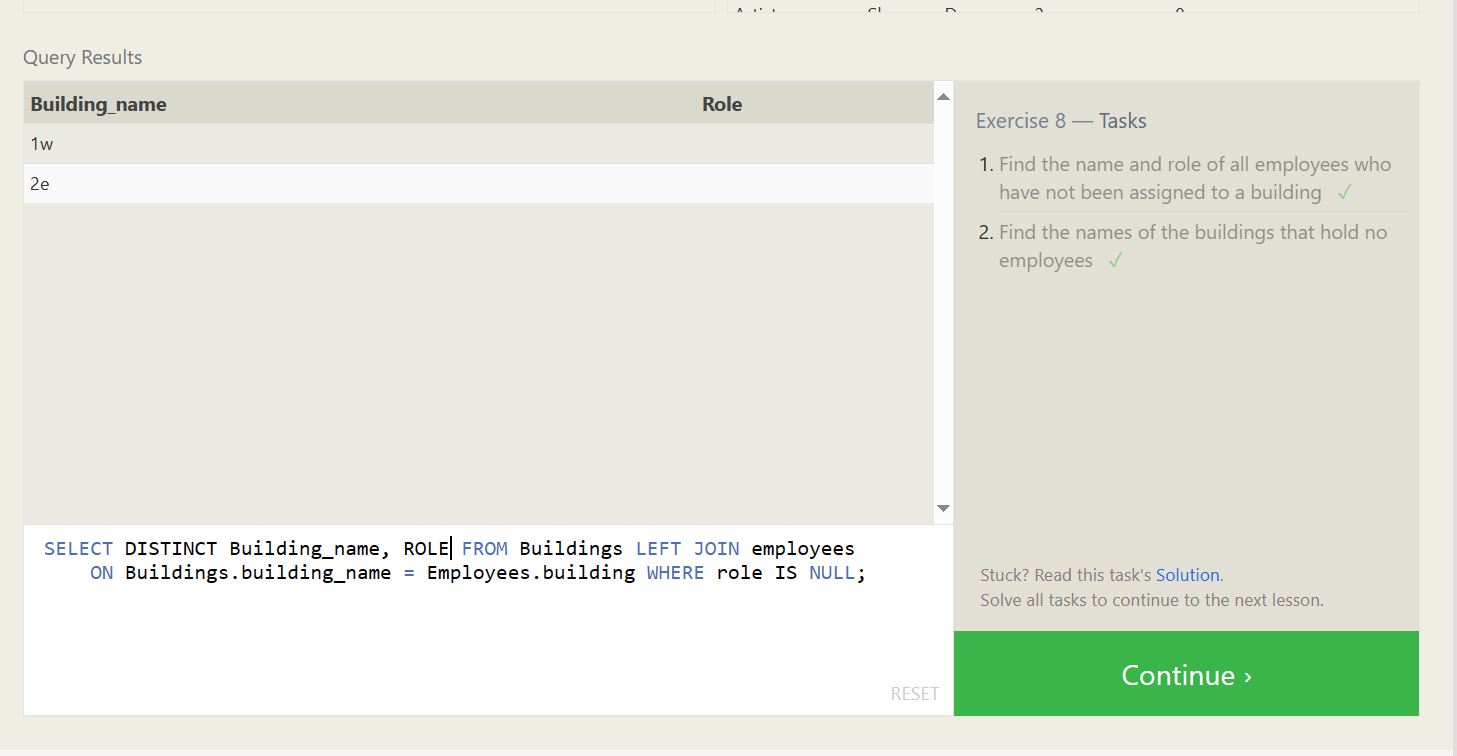 Query Results
Building_name Role
1w
2e
SELECT DISTINCT Building_name, ROLE FROM Buildings LEFT JOIN employees
ON Buildings.building_name = Employees.building WHERE role IS NULL;
RESET
Exercise 8 — Tasks
1. Find the name and role of all employees who
have not been assigned to a building ✓
2. Find the names of the buildings that hold no
employees ✓
Stuck? Read this task's Solution.
Solve all tasks to continue to the next lesson.
Continue ›